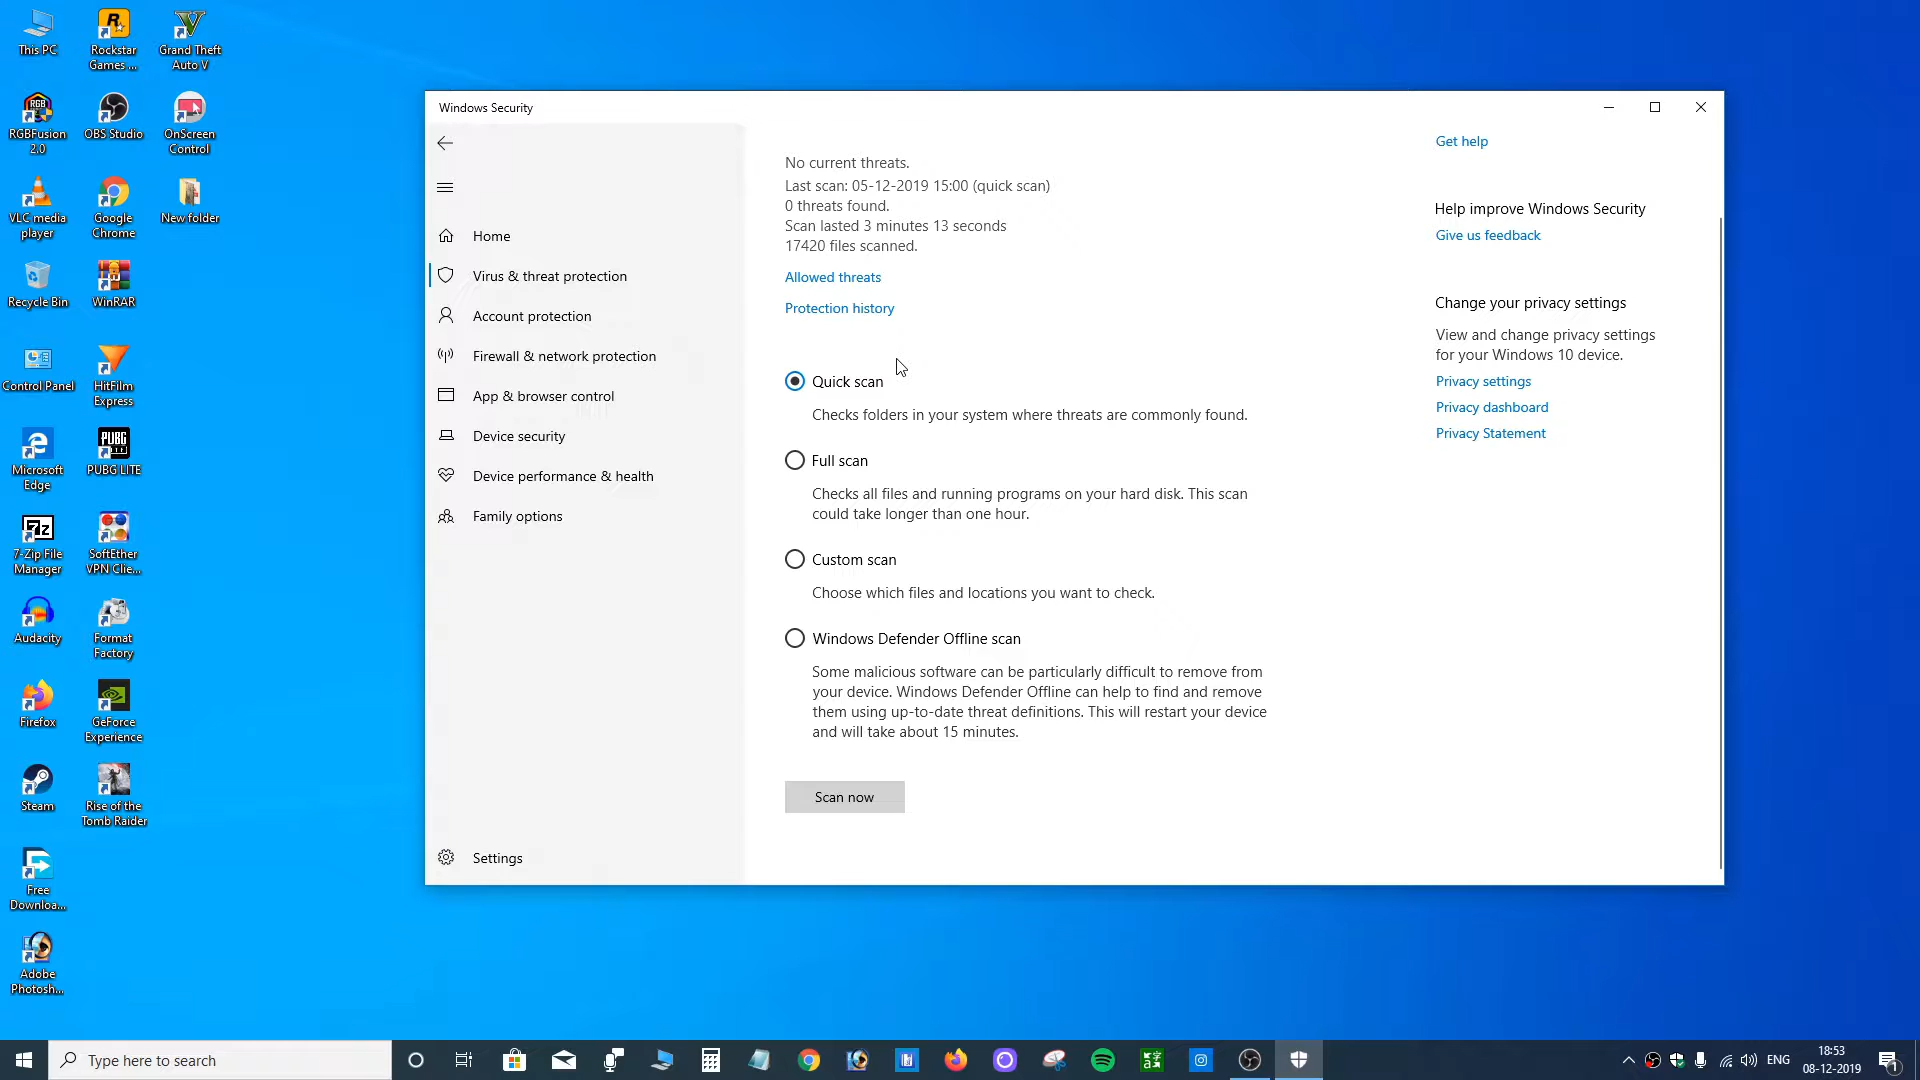 This PC
Rockstar
Games ...
Grand Theft
Auto V
RGBFusion
2.0
OBS Studio
OnScreen
Control
VLC media
player
Google
Chrome
New folder
Recycle Bin
WinRAR
Control Panel
HitFilm
Express
Microsoft
Edge
PUBG LITE
7-Zip File
Manager
SoftEther
VPN Clie...
Audacity
Format
Factory
Firefox
GeForce
Experience
Steam
Rise of the
Tomb Raider
Free
Downloa...
Adobe
Photosh...
Windows Security
Home
Virus & threat protection
Account protection
Firewall & network protection
App & browser control
Device security
Device performance & health
Family options
Settings
No current threats.
Last scan: 05-12-2019 15:00 (quick scan)
0 threats found.
Scan lasted 3 minutes 13 seconds
17420 files scanned.
Allowed threats
Protection history
Quick scan
Checks folders in your system where threats are commonly found.
Full scan
Checks all files and running programs on your hard disk. This scan
could take longer than one hour.
Custom scan
Choose which files and locations you want to check.
Windows Defender Offline scan
Some malicious software can be particularly difficult to remove from
your device. Windows Defender Offline can help to find and remove
them using up-to-date threat definitions. This will restart your device
and will take about 15 minutes.
Scan now
Get help
Help improve Windows Security
Give us feedback
Change your privacy settings
View and change privacy settings
for your Windows 10 device.
Privacy settings
Privacy dashboard
Privacy Statement
Type here to search
ENG
18:53
08-12-2019
1